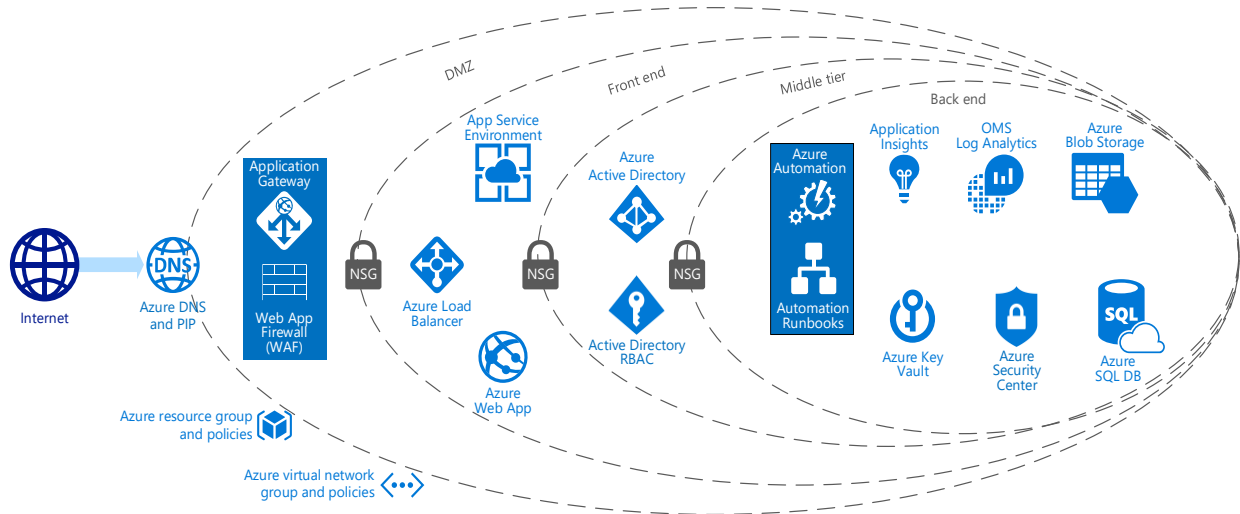 DMZ
Front end
Middle tier
Back end
Application
Gateway
Web App
Firewall
(WAF)
App Service
Environment
Azure
Active Directory
Azure
Automation
Application
Insights
OMS
Log Analytics
Azure
Blob Storage
DNS
NSG
NSG
NSG
Internet
Azure DNS
and PIP
Azure Load
Balancer
Active Directory
RBAC
Automation
Runbooks
Azure Key
Vault
Azure
Security
Center
SQL
Azure
SQL DB
Azure
Web App
Azure resource group
and policies
Azure virtual network
group and policies